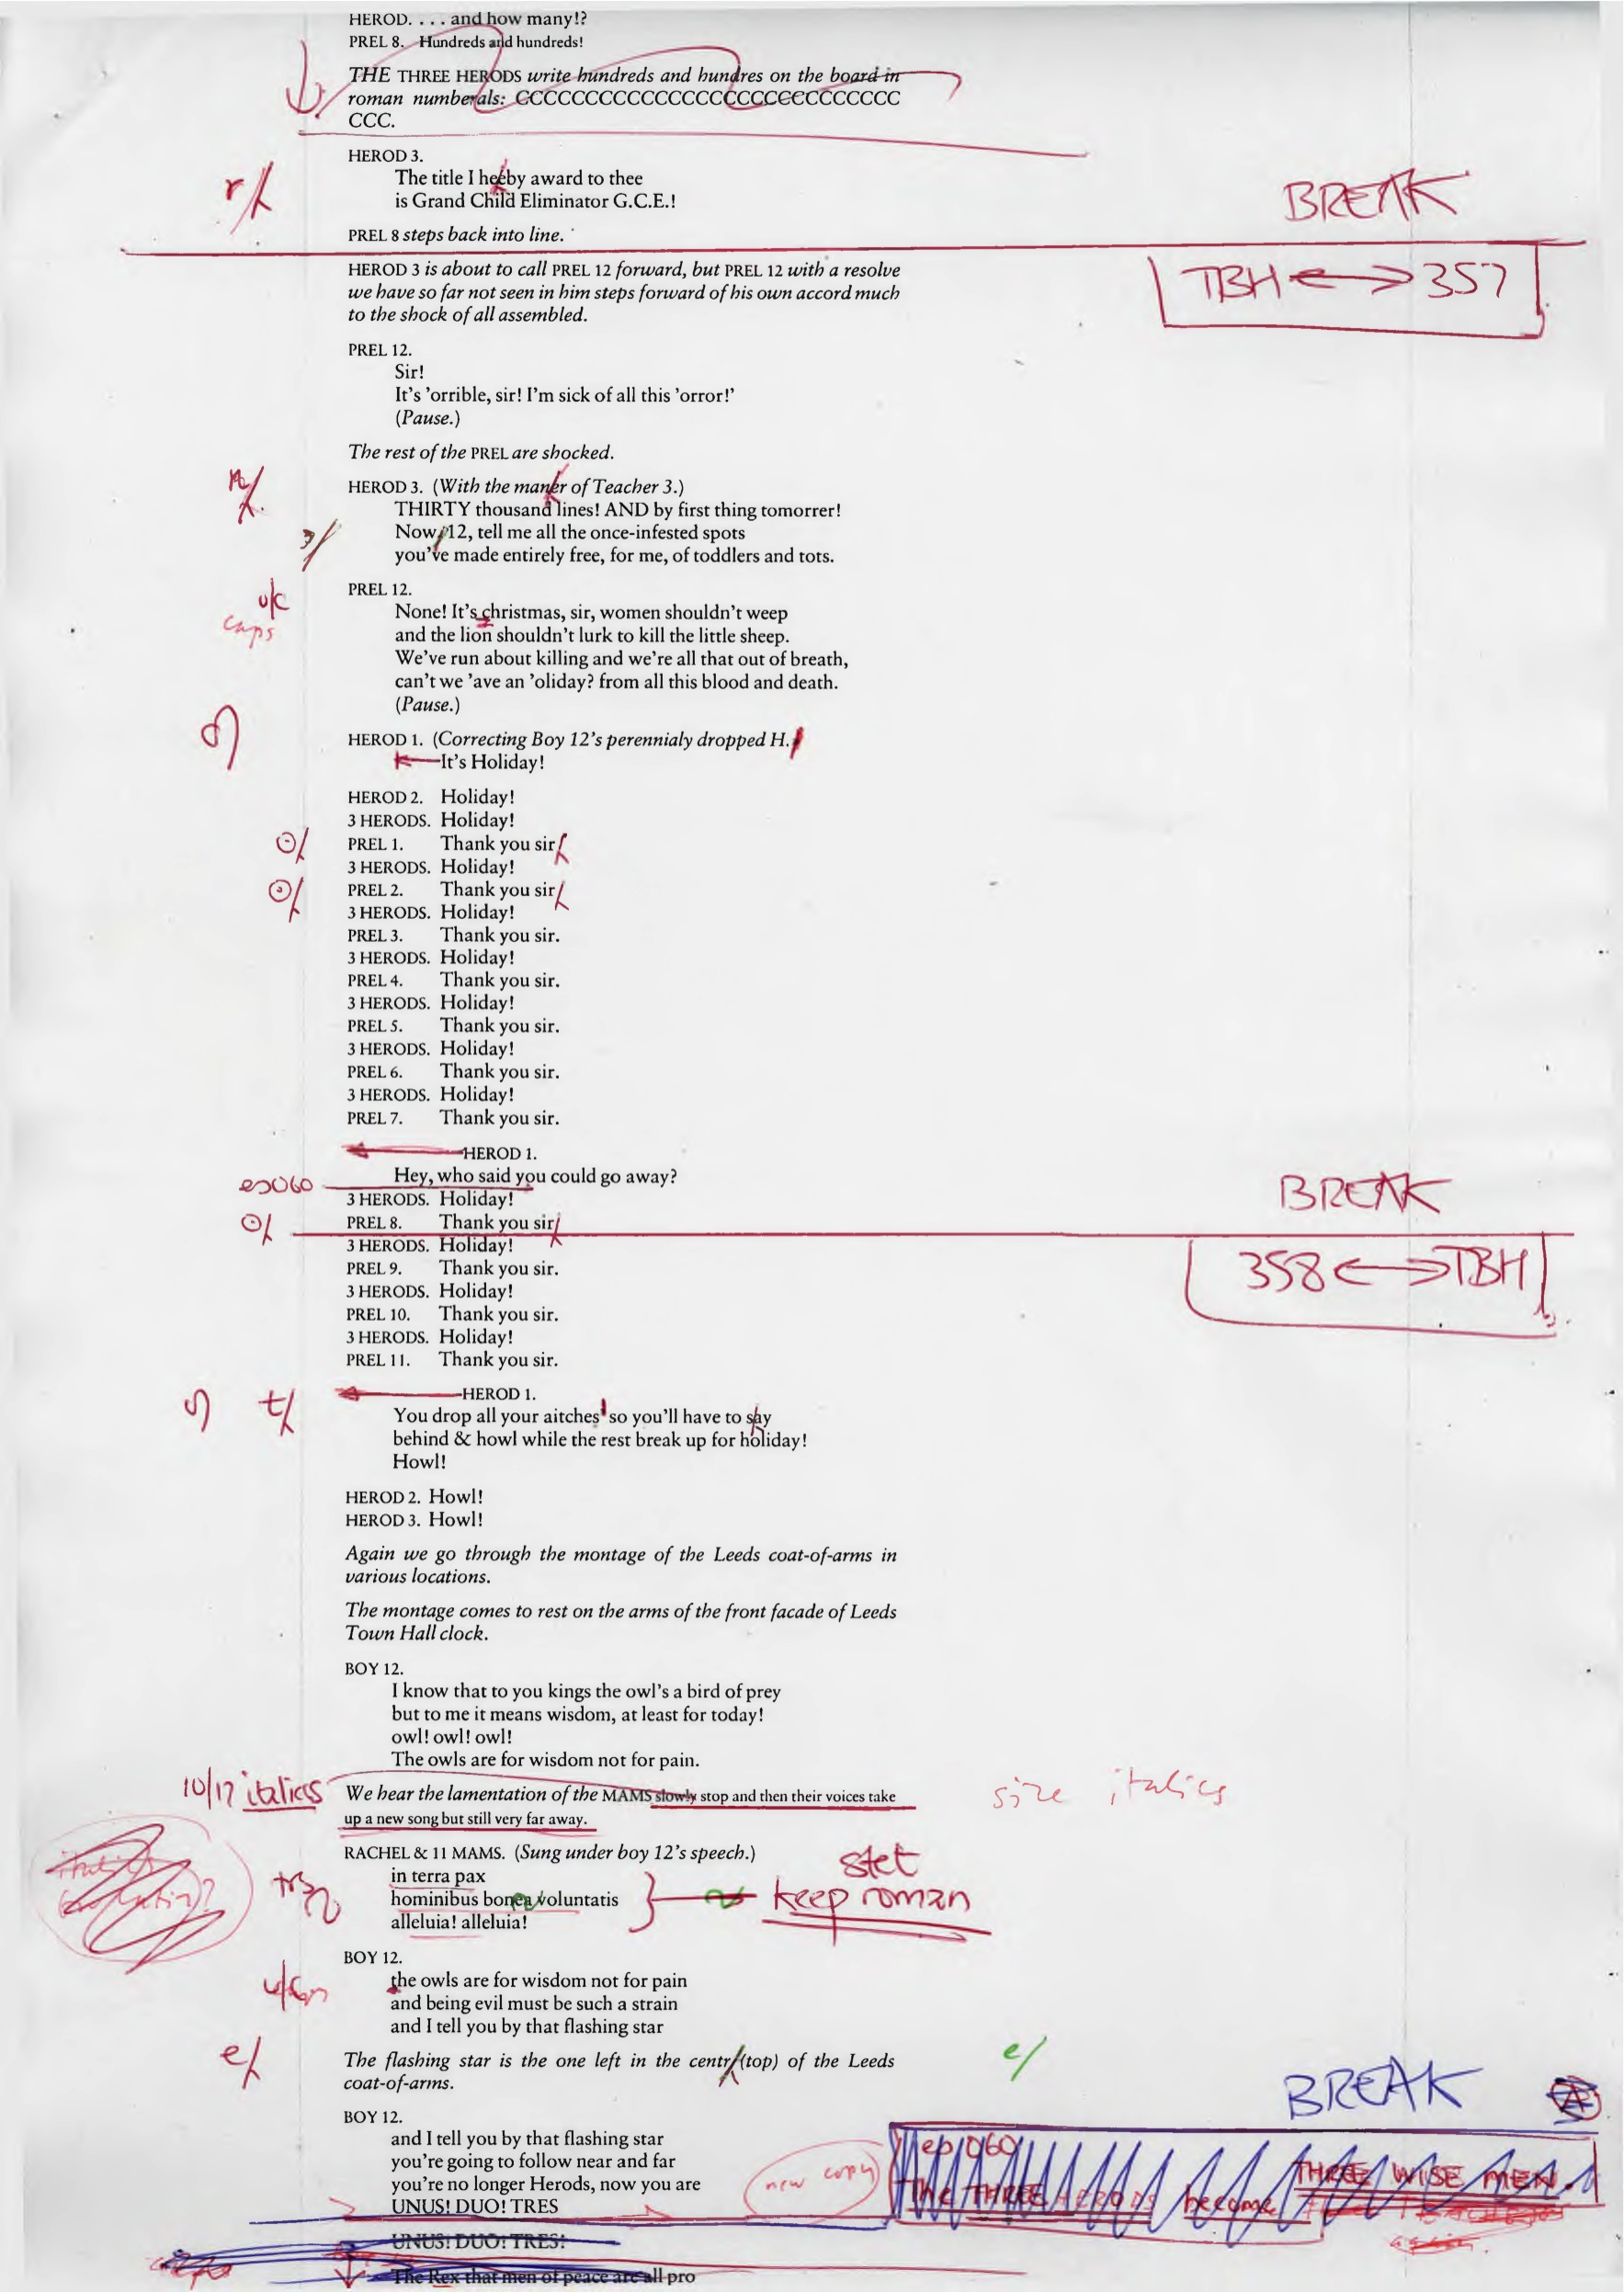 HEROD. . . . and how many!?
PREL 8. Hundreds and hundreds!
THE THREE HERODS write hundreds and hundres on the board in
roman numberals: CCCCCCCCCCCCCCCCCCCCCCCCCCCCC
CCC.
HEROD 3.
The title I heeby award to thee
r/
is Grand Child Eliminator G.C.E.!
BREAK
PREL 8 steps back into line.
HEROD 3 is about to call PREL 12 forward, but PREL 12 with a resolve
we have so far not seen in him steps forward of his own accord much
to the shock of all assembled.
TBH ⟷ 357
PREL 12.
Sir!
It's 'orrible, sir! I'm sick of all this 'orror!'
(Pause.)
The rest of the PREL are shocked.
n/
HEROD 3. (With the maner of Teacher 3.)
THIRTY thousand lines! AND by first thing tomorrer!
Now, 12, tell me all the once-infested spots
you've made entirely free, for me, of toddlers and tots.
PREL 12.
u/c
caps
None! It's christmas, sir, women shouldn't weep
and the lion shouldn't lurk to kill the little sheep.
We've run about killing and we're all that out of breath,
can't we 'ave an 'oliday? from all this blood and death.
(Pause.)
HEROD 1. (Correcting Boy 12's perennialy dropped H.
It's Holiday!
HEROD 2. Holiday!
3 HERODS. Holiday!
PREL 1. Thank you sir
3 HERODS. Holiday!
PREL 2. Thank you sir
3 HERODS. Holiday!
PREL 3. Thank you sir.
3 HERODS. Holiday!
PREL 4. Thank you sir.
3 HERODS. Holiday!
PREL 5. Thank you sir.
3 HERODS. Holiday!
PREL 6. Thank you sir.
3 HERODS. Holiday!
PREL 7. Thank you sir.
HEROD 1.
Hey, who said you could go away?
3 HERODS. Holiday!
BREAK
PREL 8. Thank you sir
3 HERODS. Holiday!
358 ⟷ TBH
PREL 9. Thank you sir.
3 HERODS. Holiday!
PREL 10. Thank you sir.
3 HERODS. Holiday!
PREL 11. Thank you sir.
HEROD 1.
t/
You drop all your aitches so you'll have to say
behind & howl while the rest break up for holiday!
Howl!
HEROD 2. Howl!
HEROD 3. Howl!
Again we go through the montage of the Leeds coat-of-arms in
various locations.
The montage comes to rest on the arms of the front facade of Leeds
Town Hall clock.
BOY 12.
I know that to you kings the owl's a bird of prey
but to me it means wisdom, at least for today!
owl! owl! owl!
The owls are for wisdom not for pain.
10/17 italics
We hear the lamentation of the MAMS slowly stop and then their voices take
size italics
up a new song but still very far away.
RACHEL & 11 MAMS. (Sung under boy 12's speech.)
stet
in terra pax
trs
hominibus bonea voluntatis
keep roman
alleluia! alleluia!
BOY 12.
the owls are for wisdom not for pain
and being evil must be such a strain
and I tell you by that flashing star
e/
The flashing star is the one left in the centr (top) of the Leeds
e/
coat-of-arms.
BREAK
A
BOY 12.
and I tell you by that flashing star
you're going to follow near and far
you're no longer Herods, now you are
new copy
The THREE HERODS become THREE WISE MEN.
again.
UNUS! DUO! TRES
UNUS! DUO! TRES!
The Rex that men of peace are all pro